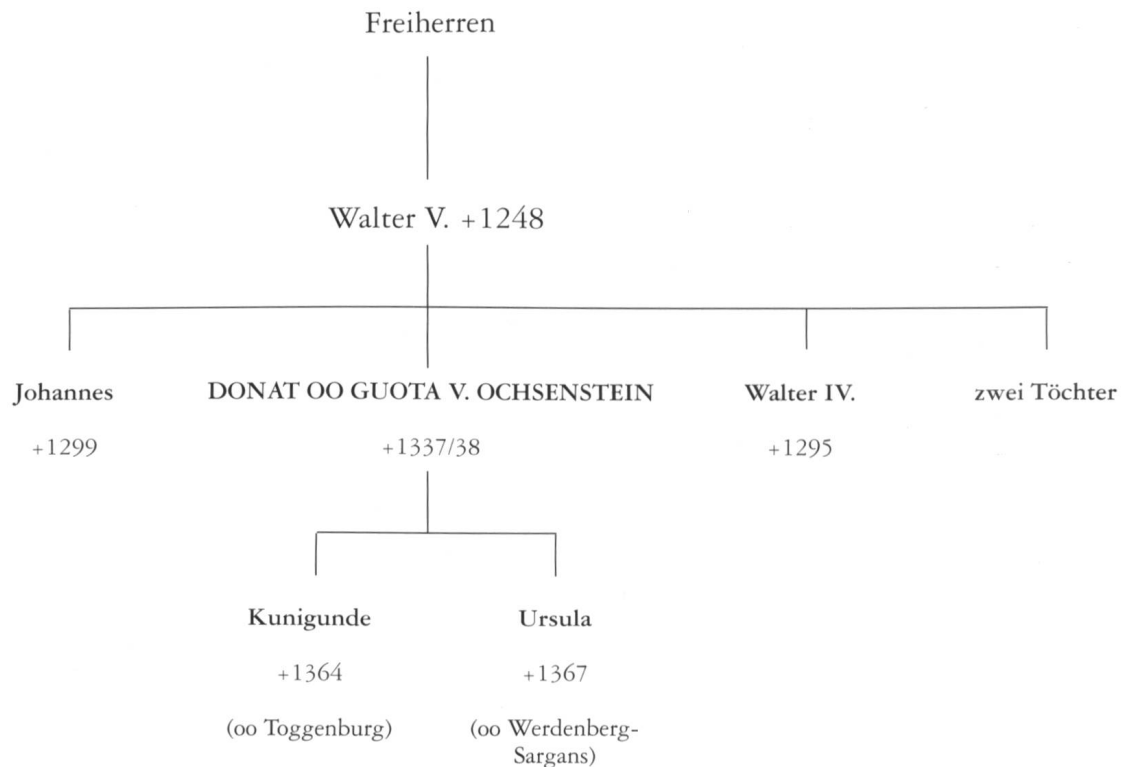 Freiherren
Walter V. +1248
Johannes
+1299
DONAT OO GUOTA V. OCHSENSTEIN
+1337/38
Walter IV.
+1295
zwei Töchter
Kunigunde
+1364
(oo Toggenburg)
Ursula
+1367
(oo Werdenberg-
Sargans)